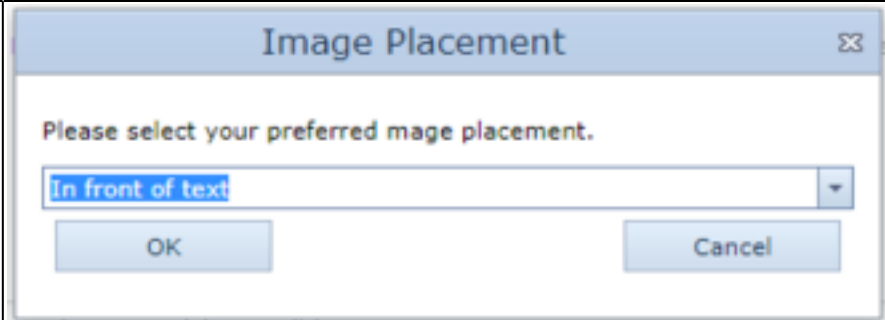 Image Placement
Please select your preferred mage placement.
In front of text
OK
Cancel